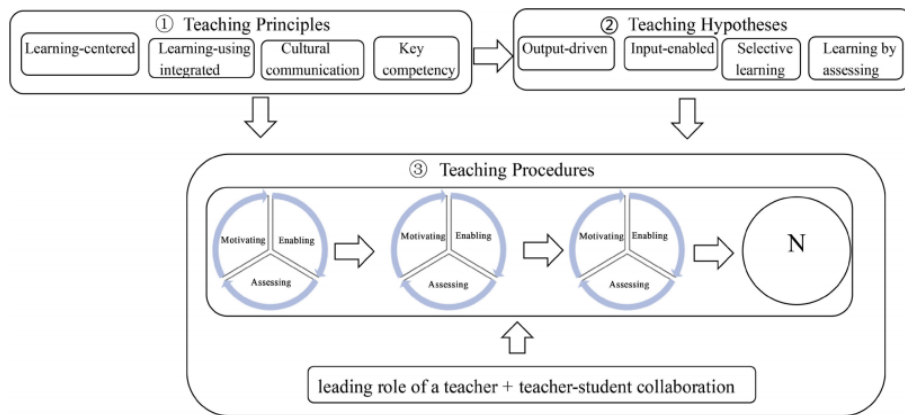 ① Teaching Principles
Learning-centered
Learning-using
integrated
Cultural
communication
Key
competency
② Teaching Hypotheses
Output-driven
Input-enabled
Selective
learning
Learning by
assessing
③ Teaching Procedures
Motivating
Enabling
Assessing
Motivating
Enabling
Assessing
Motivating
Enabling
Assessing
N
leading role of a teacher + teacher-student collaboration